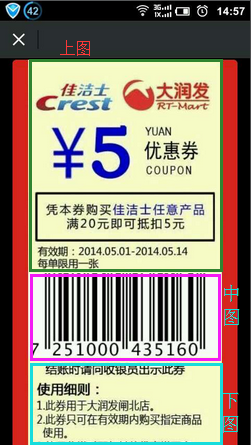 42 3G 1X 14:57
上图
佳洁士 大润发
Crest RT-Mart
¥5 YUAN
优惠券
COUPON
凭本券购买佳洁士任意产品
满20元即可抵扣5元
有效期：2014.05.01-2014.05.14
每单限用一张
中图
7 251000 435160
结账时请向收银员出示此券
下图
使用细则：
1.此券用于大润发闸北店。
2.此券只可在有效期内购买指定商品
使用。